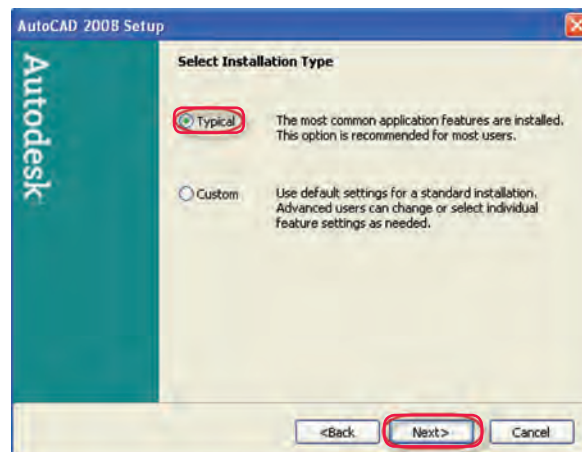 AutoCAD 2008 Setup
Autodesk
Select Installation Type
Typical
The most common application features are installed.
This option is recommended for most users.
Custom
Use default settings for a standard installation.
Advanced users can change or select individual
feature settings as needed.
<Back
Next>
Cancel